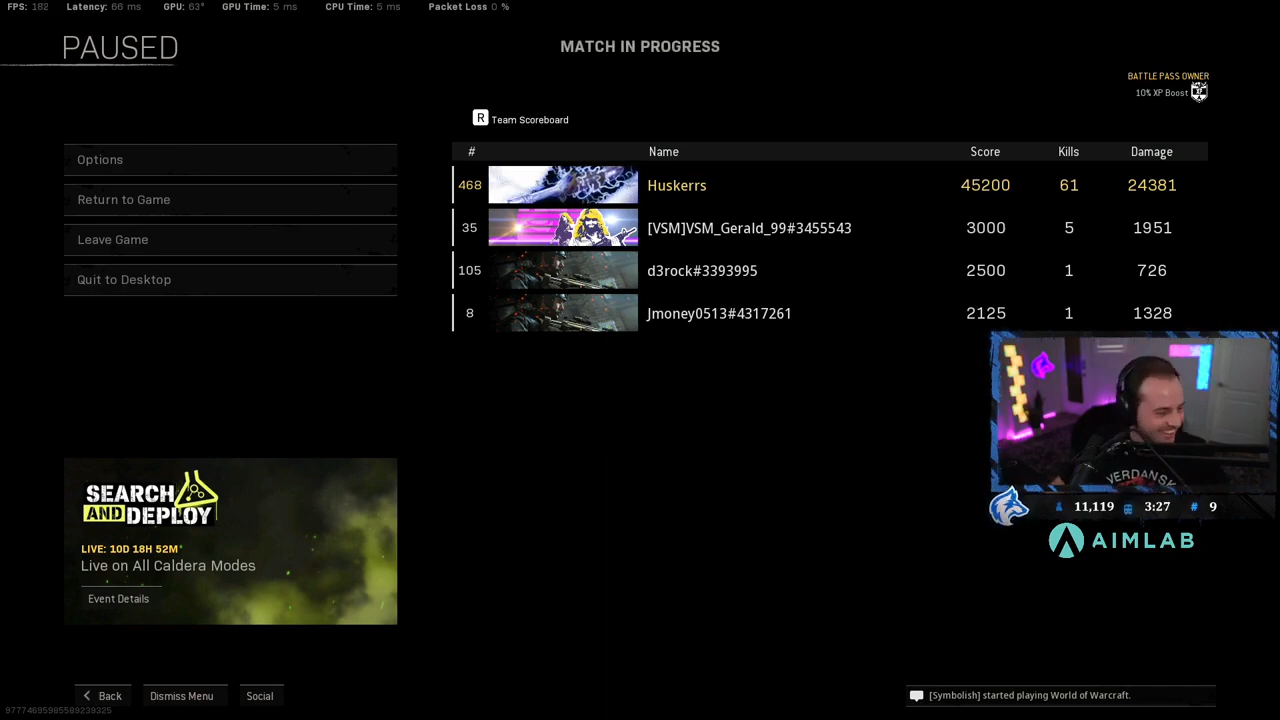 FPS: 182 Latency: 66 ms GPU: 63° GPU Time: 5 ms CPU Time: 5 ms Packet Loss 0 %
PAUSED
MATCH IN PROGRESS
BATTLE PASS OWNER
10% XP Boost
R Team Scoreboard
Options
Return to Game
Leave Game
Quit to Desktop
# Name Score Kills Damage
468 Huskerrs 45200 61 24381
35 [VSM]VSM_Gerald_99#3455543 3000 5 1951
105 d3rock#3393995 2500 1 726
8 Jmoney0513#4317261 2125 1 1328
VERDANSK
11,119 3:27 # 9
AIMLAB
SEARCH
AND DEPLOY
LIVE: 10D 18H 52M
Live on All Caldera Modes
Event Details
Back Dismiss Menu Social
[Symbolish] started playing World of Warcraft.